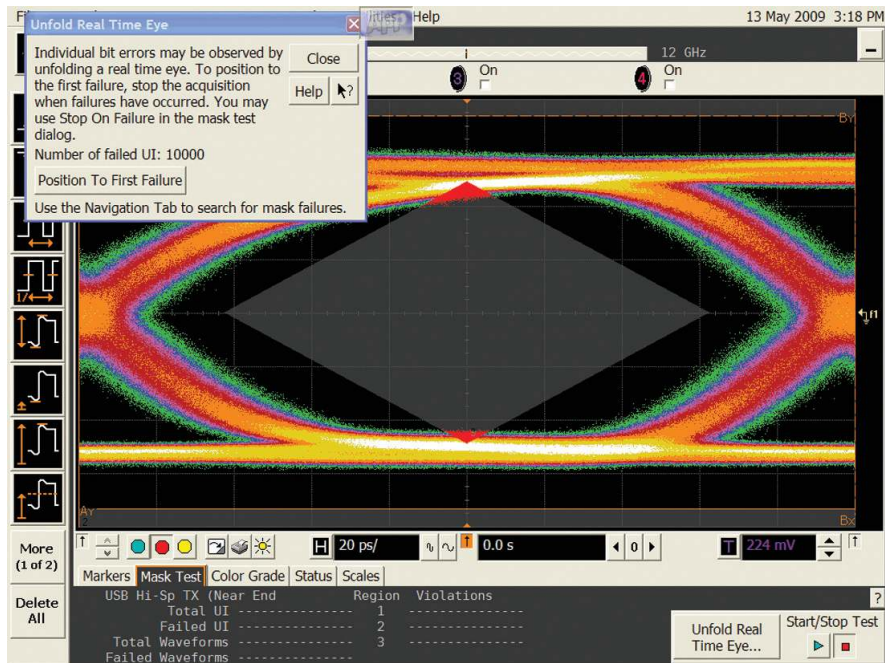 Help
13 May 2009 3:18 PM
Unfold Real Time Eye
Individual bit errors may be observed by
unfolding a real time eye. To position to
the first failure, stop the acquisition
when failures have occurred. You may
use Stop On Failure in the mask test
dialog.
Close
Help
?
Number of failed UI: 10000
Position To First Failure
Use the Navigation Tab to search for mask failures.
12 GHz
3 On
4 On
By
1/
f1
Ay
2
Bx
More
(1 of 2)
Delete
All
H 20 ps/
0.0 s
0
T 224 mV
Markers Mask Test Color Grade Status Scales
USB Hi-Sp TX (Near End Region Violations
Total UI --------------- 1 ---------------
Failed UI --------------- 2 ---------------
Total Waveforms --------------- 3 ---------------
Failed Waveforms ---------------
?
Unfold Real
Time Eye...
Start/Stop Test